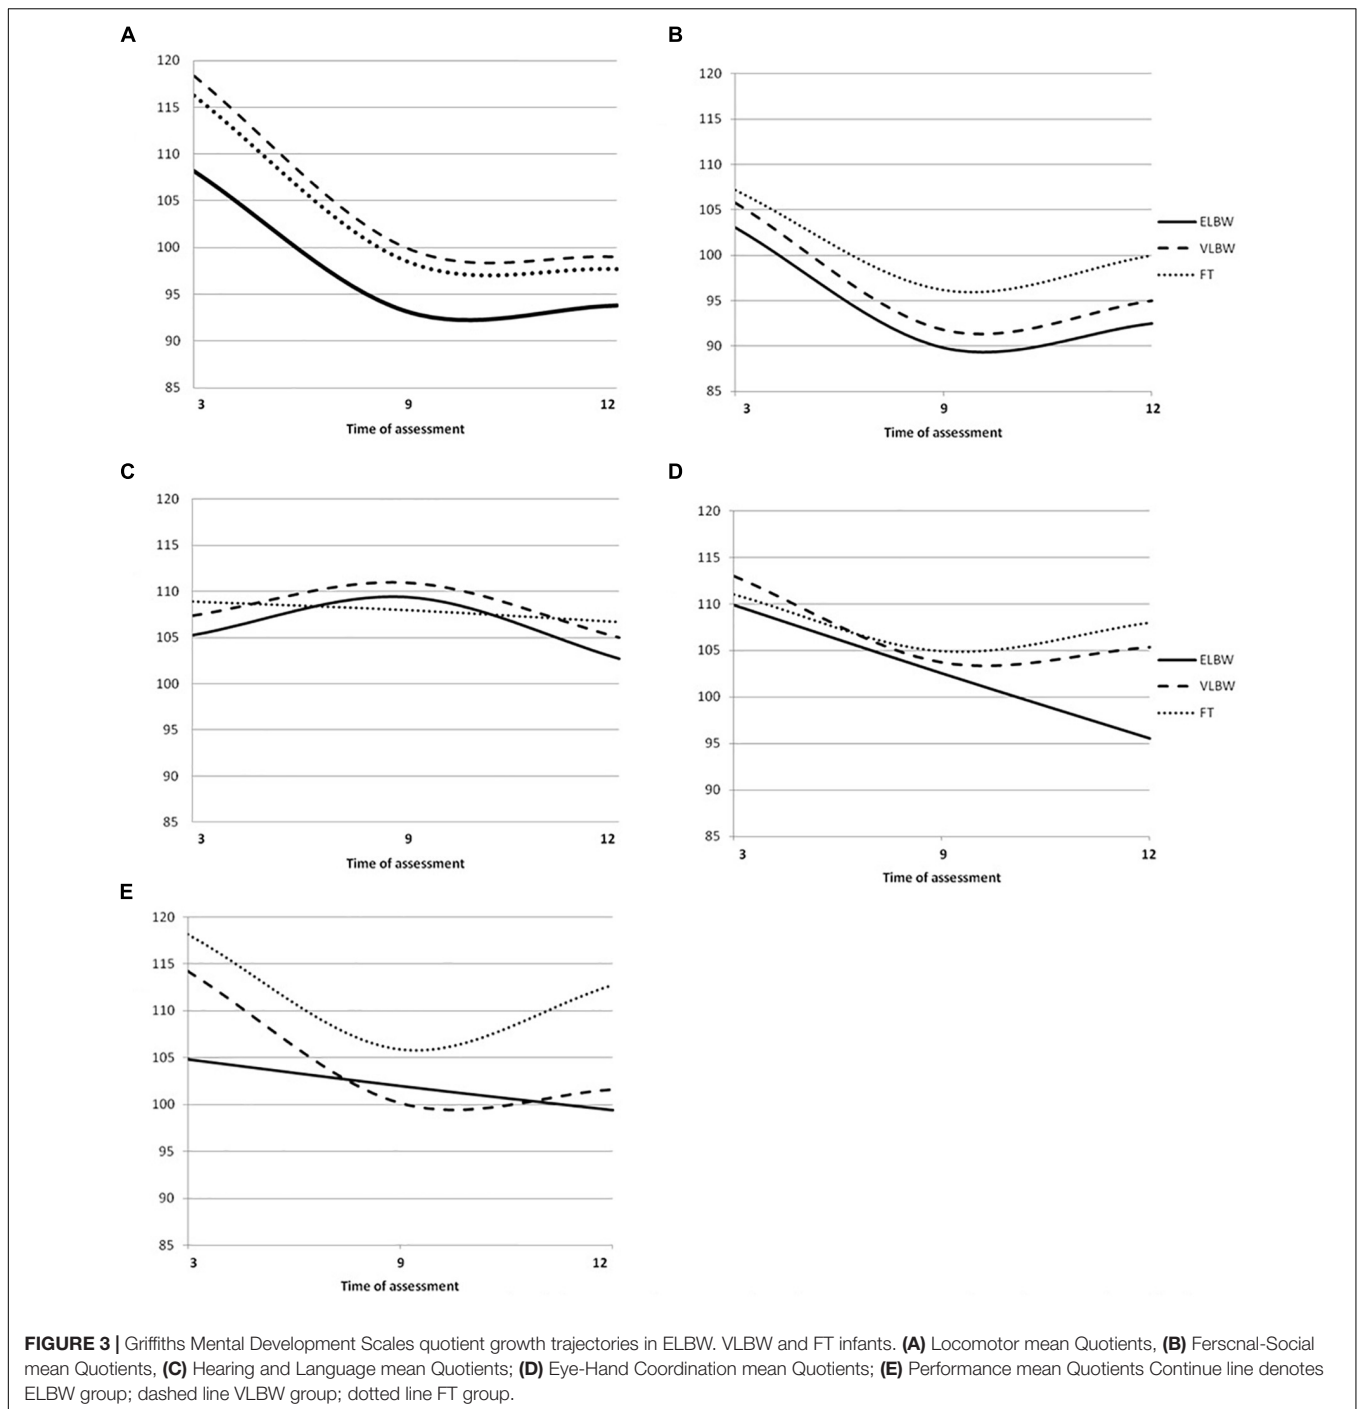 A
120
115
110
105
100
95
90
85
3 9 12
Time of assessment
B
120
115
110
105
100
95
90
85
3 9 12
Time of assessment
ELBW
VLBW
FT
C
120
115
110
105
100
95
90
85
3 9 12
Time of assessment
D
120
115
110
105
100
95
90
85
3 9 12
Time of assessment
ELBW
VLBW
FT
E
120
115
110
105
100
95
90
85
3 9 12
Time of assessment
FIGURE 3 | Griffiths Mental Development Scales quotient growth trajectories in ELBW. VLBW and FT infants. (A) Locomotor mean Quotients, (B) Ferscnal-Social
mean Quotients, (C) Hearing and Language mean Quotients; (D) Eye-Hand Coordination mean Quotients; (E) Performance mean Quotients Continue line denotes
ELBW group; dashed line VLBW group; dotted line FT group.